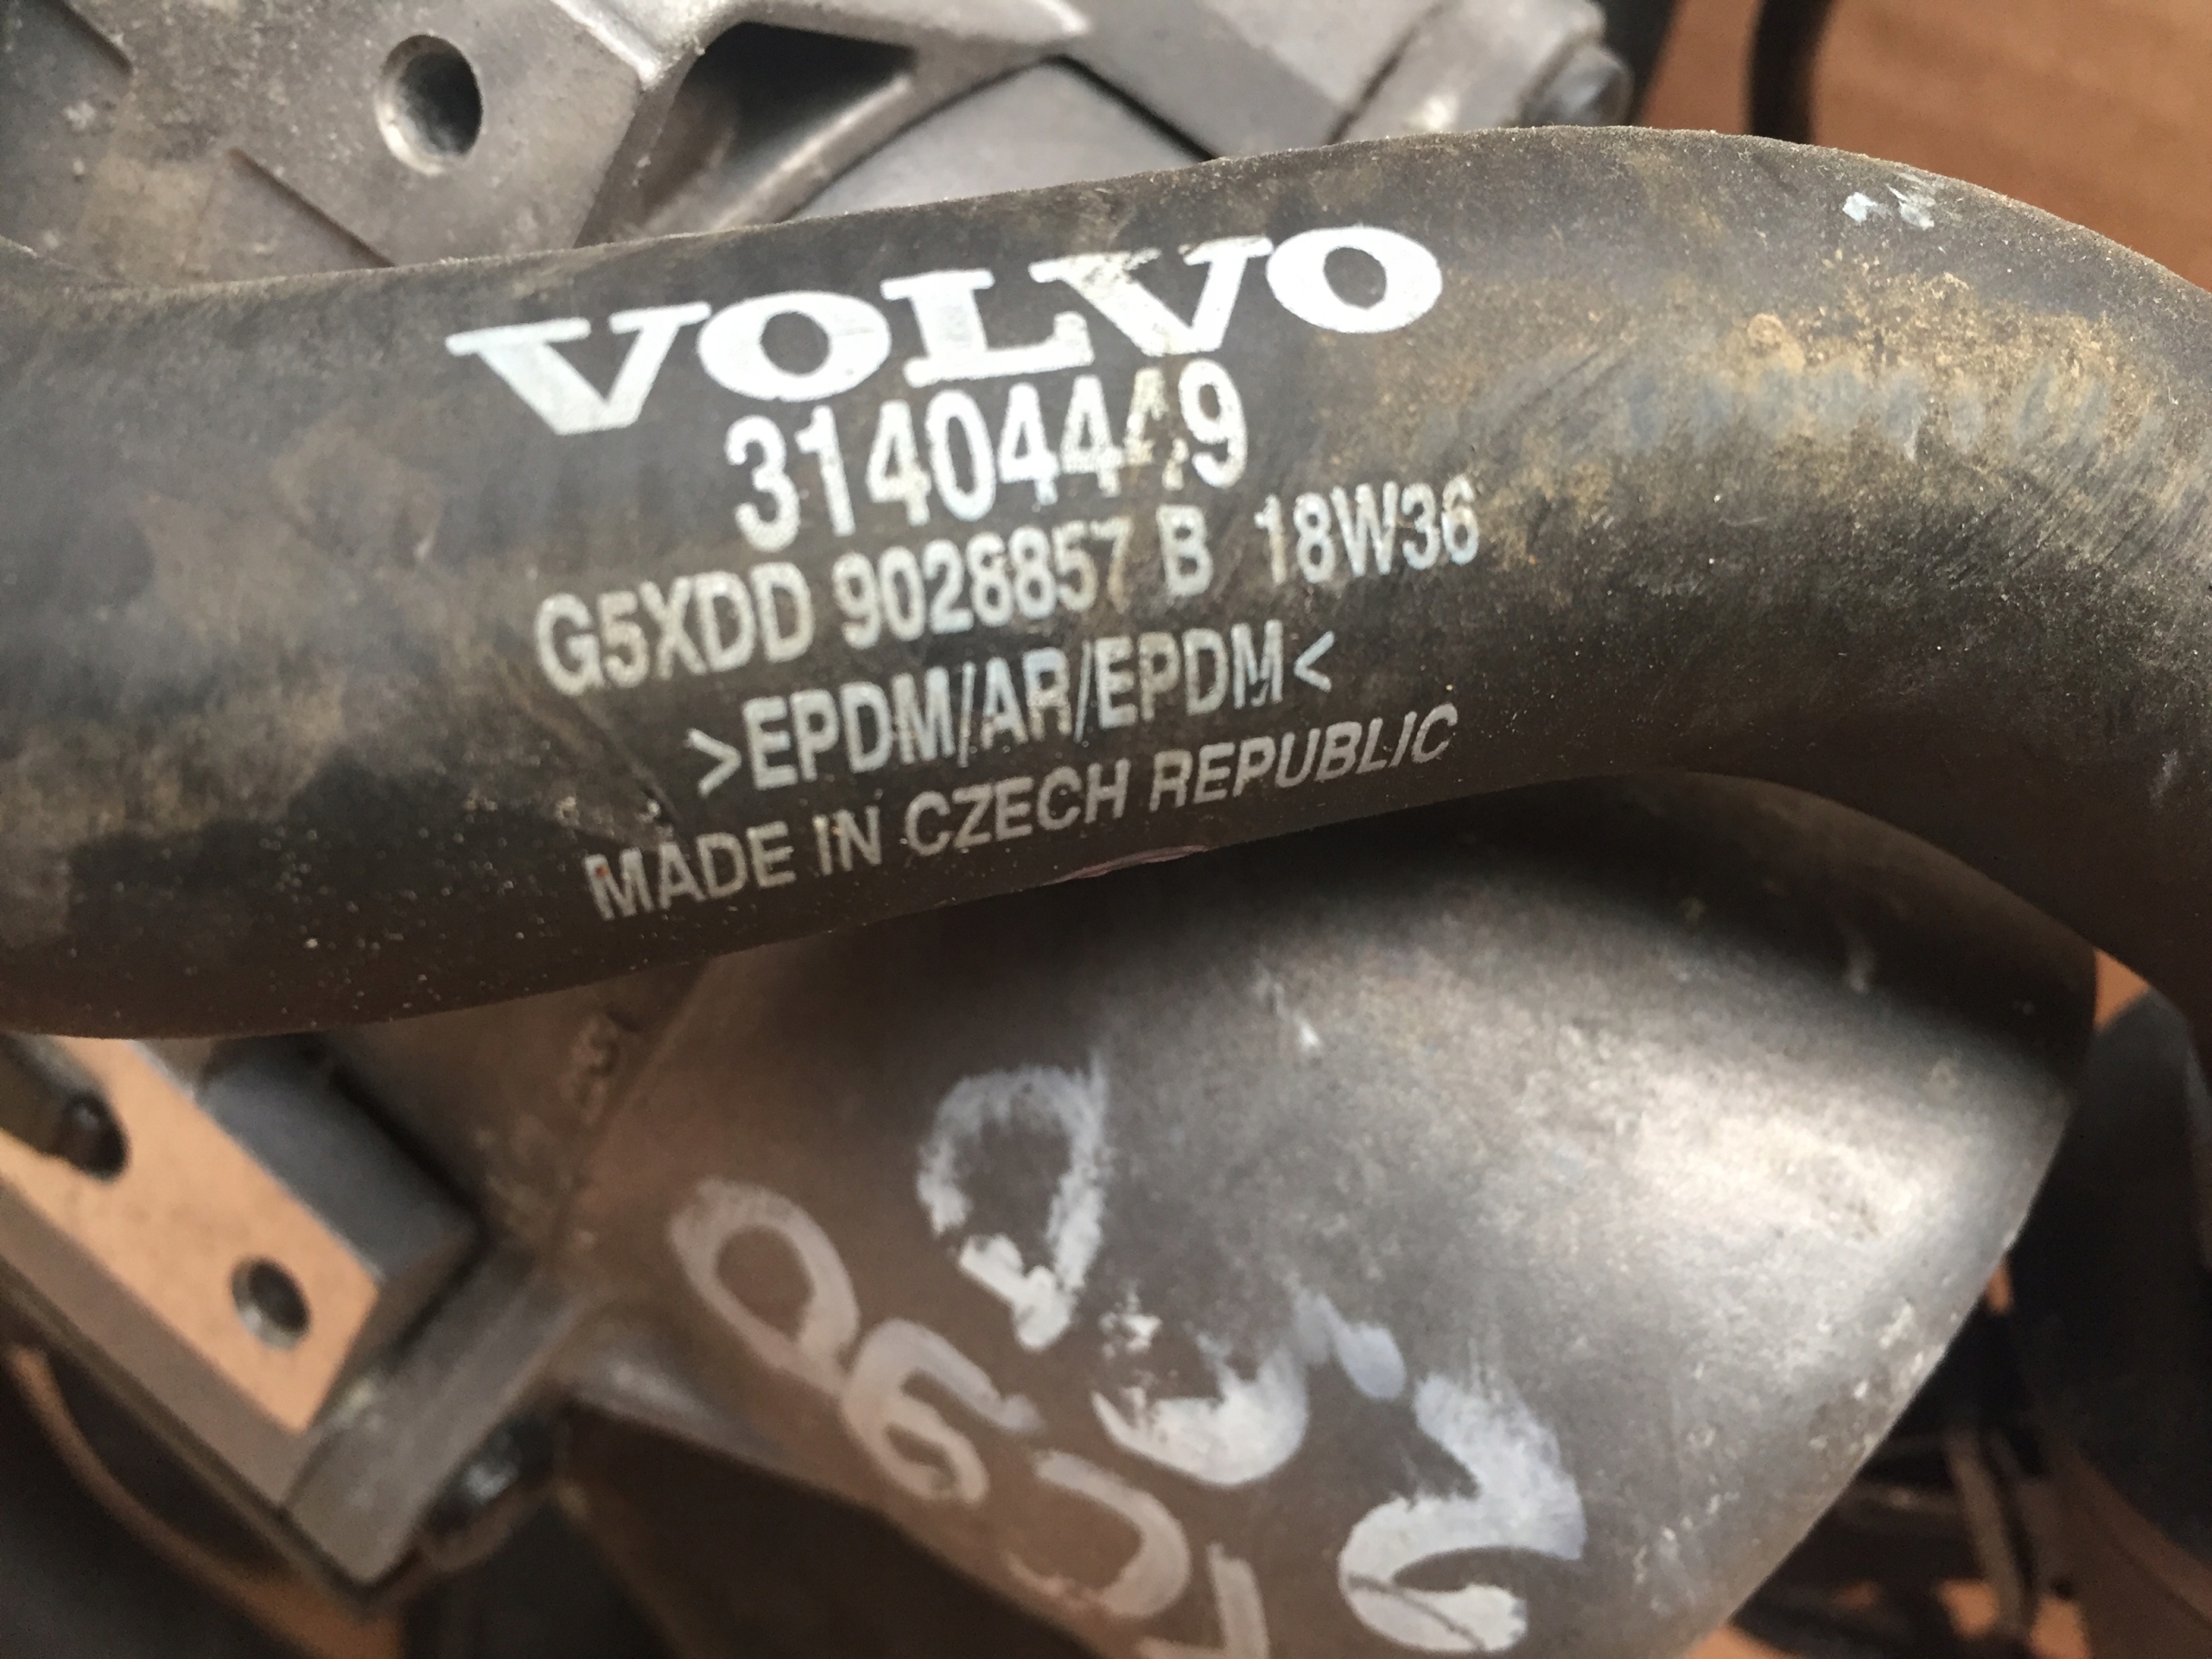 VOLVO
31404449
G5XDD 9028857 B 18W36
>EPDM/AR/EPDM<
MADE IN CZECH REPUBLIC